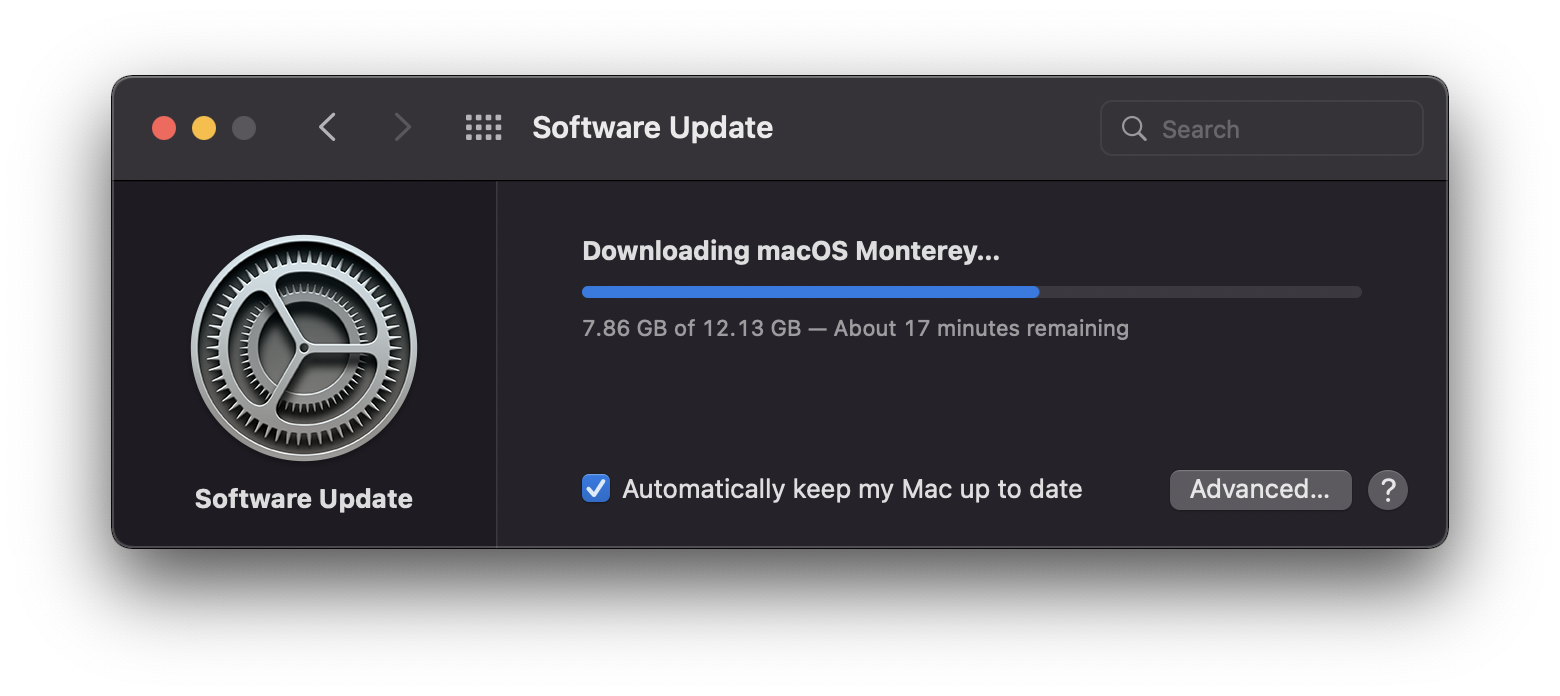 Software Update
Search
Downloading macOS Monterey...
7.86 GB of 12.13 GB — About 17 minutes remaining
Software Update
Automatically keep my Mac up to date
Advanced...
?